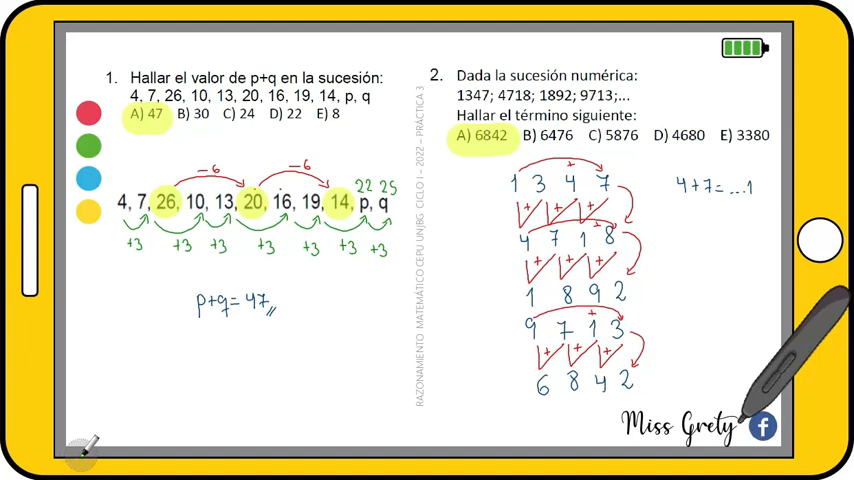 1. Hallar el valor de p+q en la sucesión:
4, 7, 26, 10, 13, 20, 16, 19, 14, p, q
A) 47 B) 30 C) 24 D) 22 E) 8
-6 -6
22 25
4, 7, 26, 10, 13, 20, 16, 19, 14, p, q
+3 +3 +3 +3 +3 +3 +3
p+q=47
RAZONAMIENTO MATEMÁTICO CEPU UNJBG CICLO I – 2022 – PRÁCTICA 3
2. Dada la sucesión numérica:
1347; 4718; 1892; 9713;...
Hallar el término siguiente:
A) 6842 B) 6476 C) 5876 D) 4680 E) 3380
+
1 3 4 7
+ + +
4 7 1 8
+
+ + +
1 8 9 2
+
9 7 1 3
+ + +
6 8 4 2
4+7=...1
Miss Grety f